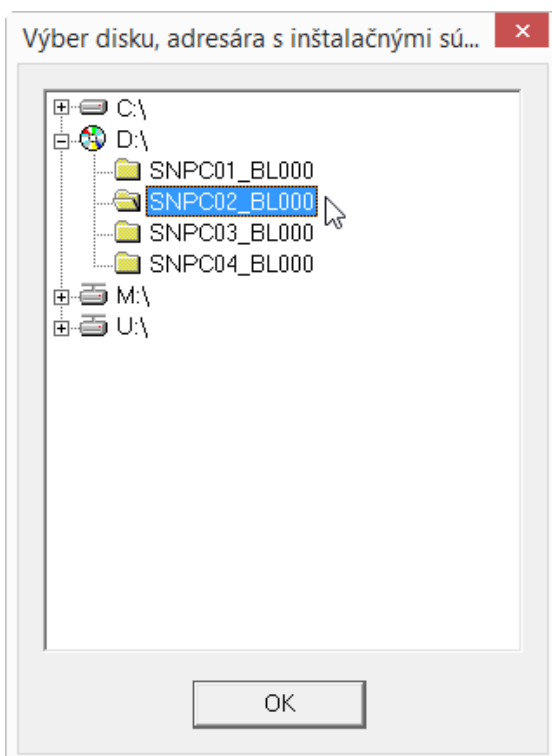 Výber disku, adresára s inštalačnými sú...
C:\
D:\
SNPC01_BL000
SNPC02_BL000
SNPC03_BL000
SNPC04_BL000
M:\
U:\
OK